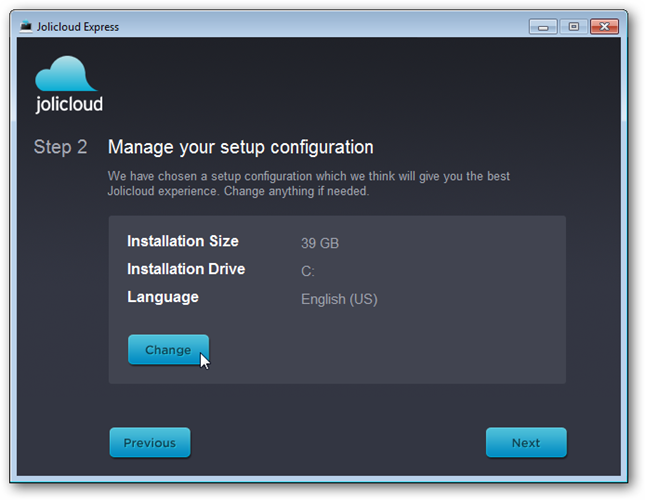 Jolicloud Express
jolicloud
Step 2 Manage your setup configuration
We have chosen a setup configuration which we think will give you the best
Jolicloud experience. Change anything if needed.
Installation Size 39 GB
Installation Drive C:
Language English (US)
Change
Previous Next